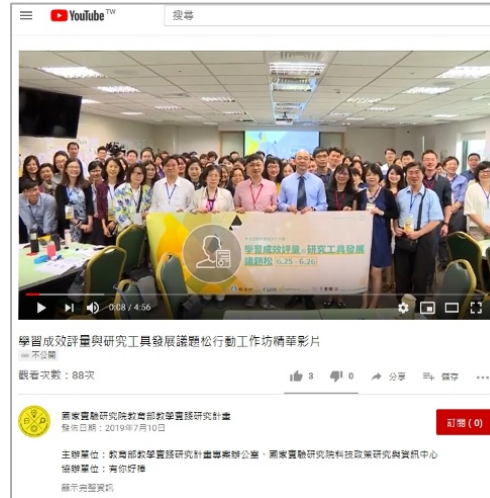 YouTube TW
搜尋
學習成效評量與研究工具發展
議題松 (6.25 - 6.26)
0:08 / 4:56
學習成效評量與研究工具發展議題松行動工作坊精華影片
不公開
觀看次數：88次
3
0
分享
儲存
國家實驗研究院教育部教學實踐研究計畫
發佈日期：2019年7月10日
訂閱 (0)
主辦單位：教育部教學實踐研究計畫專案辦公室、國家實驗研究院科技政策研究與資訊中心
協辦單位：有你好棒
顯示完整資訊